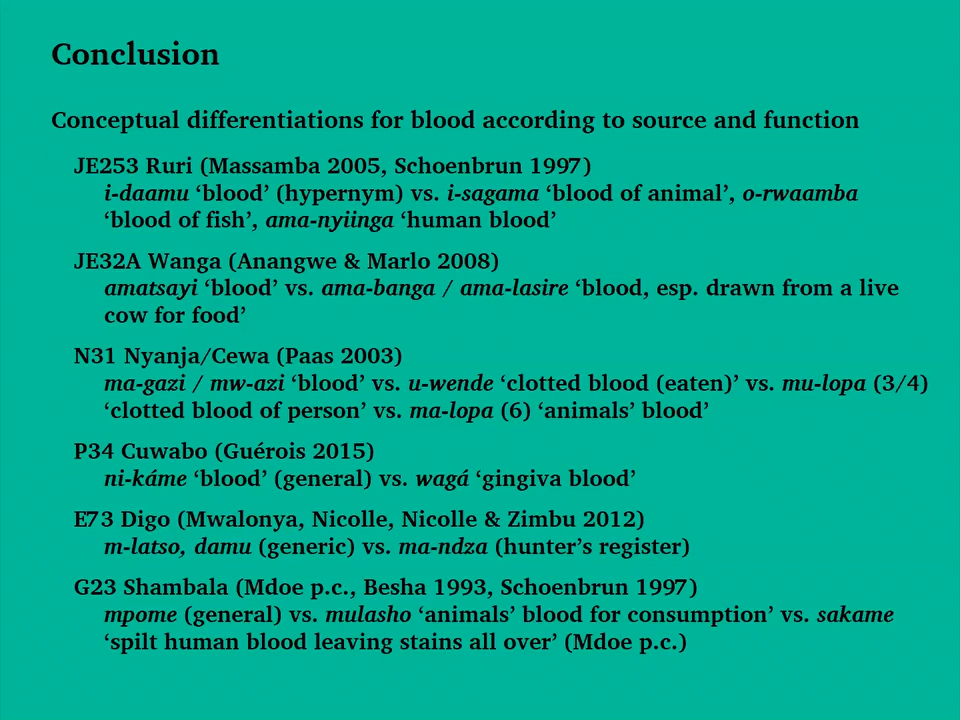 Conclusion
Conceptual differentiations for blood according to source and function
JE253 Ruri (Massamba 2005, Schoenbrun 1997)
i-daamu ‘blood’ (hypernym) vs. i-sagama ‘blood of animal’, o-rwaamba
‘blood of fish’, ama-nyiinga ‘human blood’
JE32A Wanga (Anangwe & Marlo 2008)
amatsayi ‘blood’ vs. ama-banga / ama-lasire ‘blood, esp. drawn from a live
cow for food’
N31 Nyanja/Cewa (Paas 2003)
ma-gazi / mw-azi ‘blood’ vs. u-wende ‘clotted blood (eaten)’ vs. mu-lopa (3/4)
‘clotted blood of person’ vs. ma-lopa (6) ‘animals’ blood’
P34 Cuwabo (Guérois 2015)
ni-káme ‘blood’ (general) vs. wagá ‘gingiva blood’
E73 Digo (Mwalonya, Nicolle, Nicolle & Zimbu 2012)
m-latso, damu (generic) vs. ma-ndza (hunter’s register)
G23 Shambala (Mdoe p.c., Besha 1993, Schoenbrun 1997)
mpome (general) vs. mulasho ‘animals’ blood for consumption’ vs. sakame
‘spilt human blood leaving stains all over’ (Mdoe p.c.)